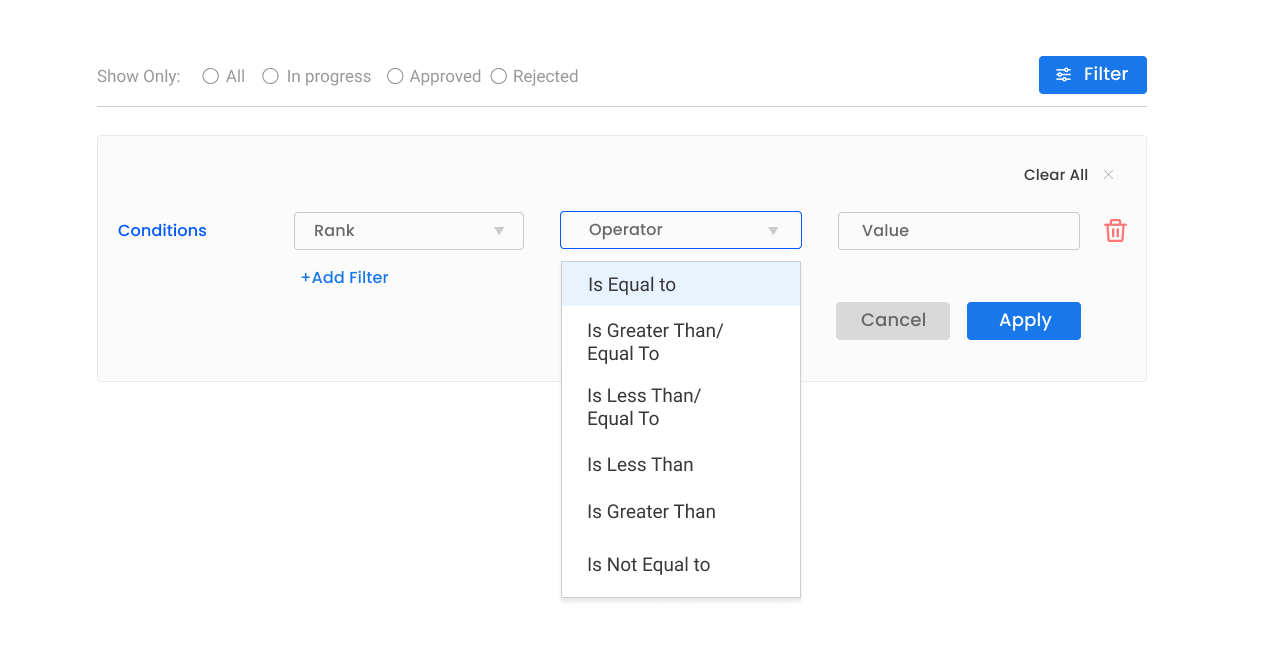 Show Only: All In progress Approved Rejected Filter
Clear All
Conditions Rank Operator Value
+Add Filter
Is Equal to
Is Greater Than/
Equal To
Is Less Than/
Equal To
Is Less Than
Is Greater Than
Is Not Equal to
Cancel Apply